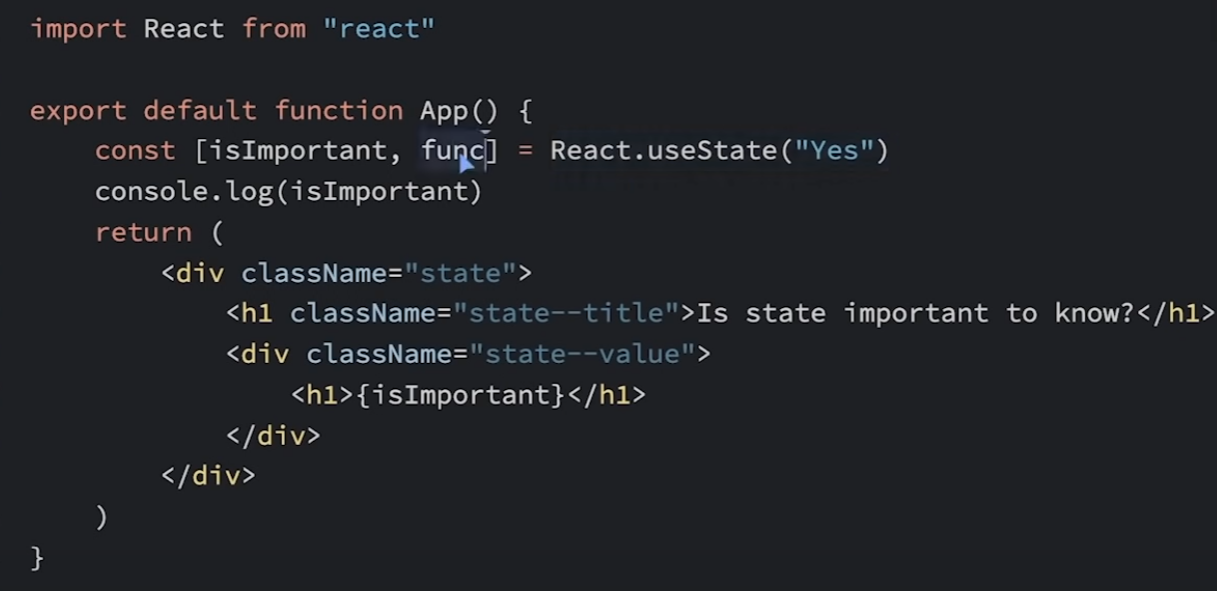 import React from "react"
export default function App() {
const [isImportant, func] = React.useState("Yes")
console.log(isImportant)
return (
<div className="state">
<h1 className="state--title">Is state important to know?</h1>
<div className="state--value">
<h1>{isImportant}</h1>
</div>
</div>
)
}